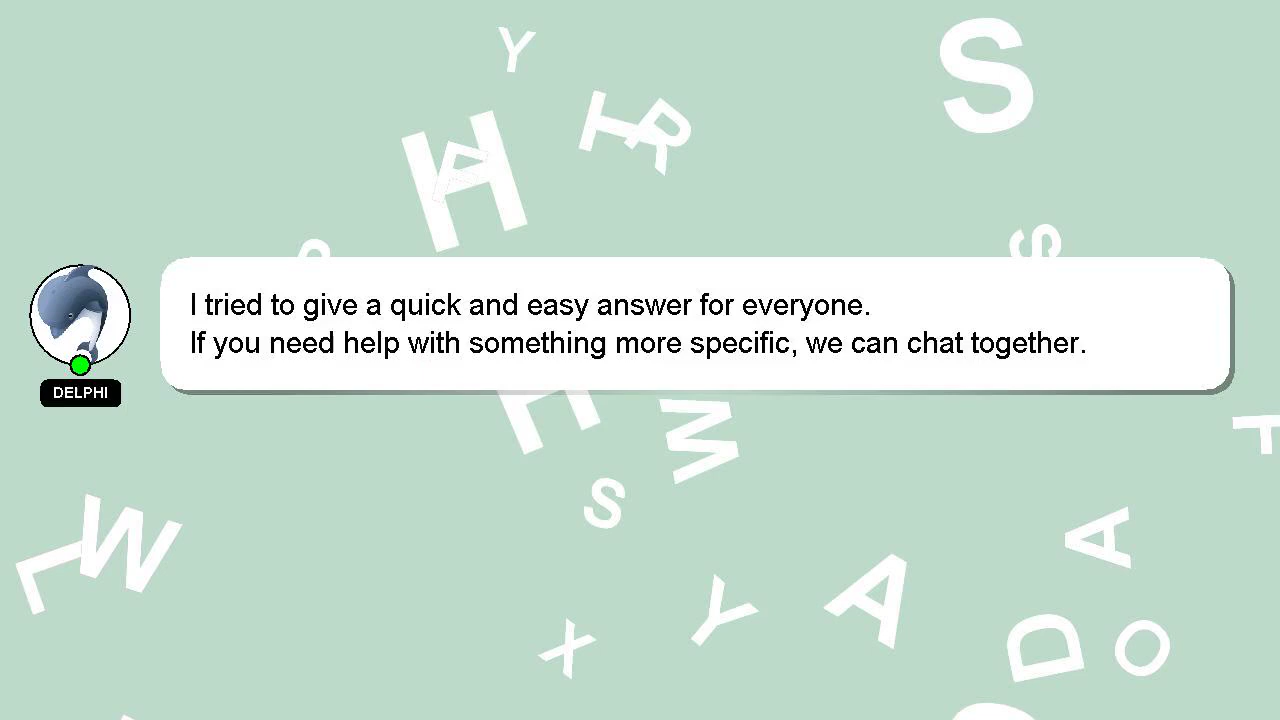 Y
S
H
A
T
R
S
I tried to give a quick and easy answer for everyone.
If you need help with something more specific, we can chat together.
DELPHI
H
W
S
L
W
A
A
Y
X
D
O